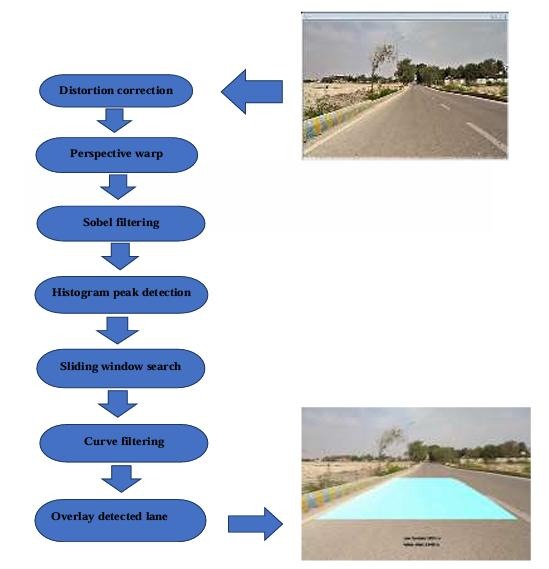 Distortion correction
Perspective warp
Sobel filtering
Histogram peak detection
Sliding window search
Curve filtering
Overlay detected lane